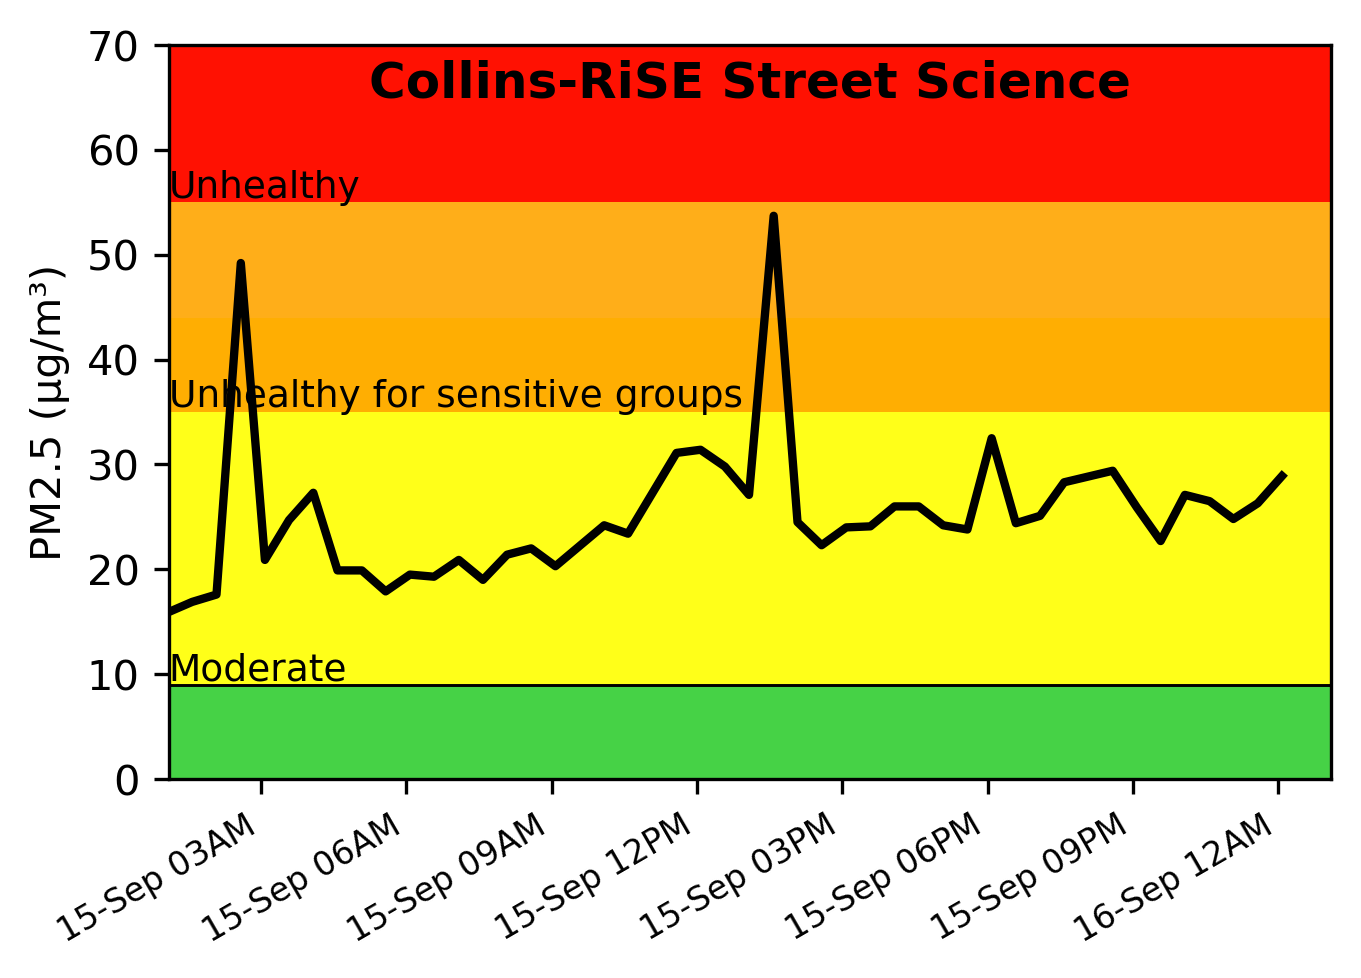 Collins-RiSE Street Science
70
60
Unhealthy
50
40
Unhealthy for sensitive groups
30
20
10
Moderate
0
PM2.5 (µg/m³)
15-Sep 03AM
15-Sep 06AM
15-Sep 09AM
15-Sep 12PM
15-Sep 03PM
15-Sep 06PM
15-Sep 09PM
16-Sep 12AM